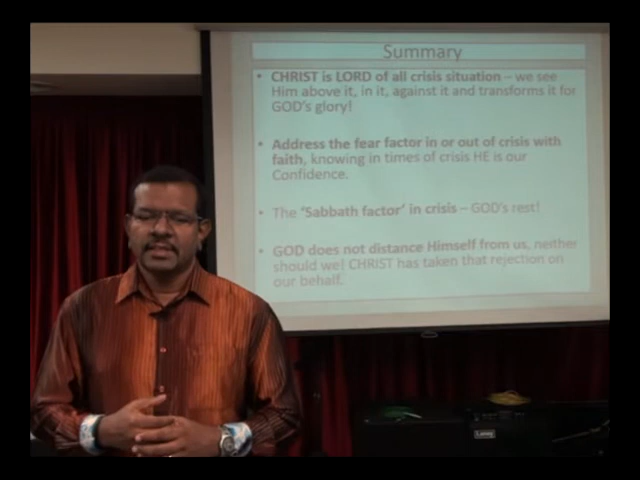 Summary
• CHRIST is LORD of all crisis situation – we see
Him above it, in it, against it and transforms it for
GOD's glory!
• Address the fear factor in or out of crisis with
faith, knowing in times of crisis HE is our
Confidence.
• The 'Sabbath factor' in crisis – GOD's rest!
• GOD does not distance Himself from us, neither
should we! CHRIST has taken that rejection on
our behalf.
Laney